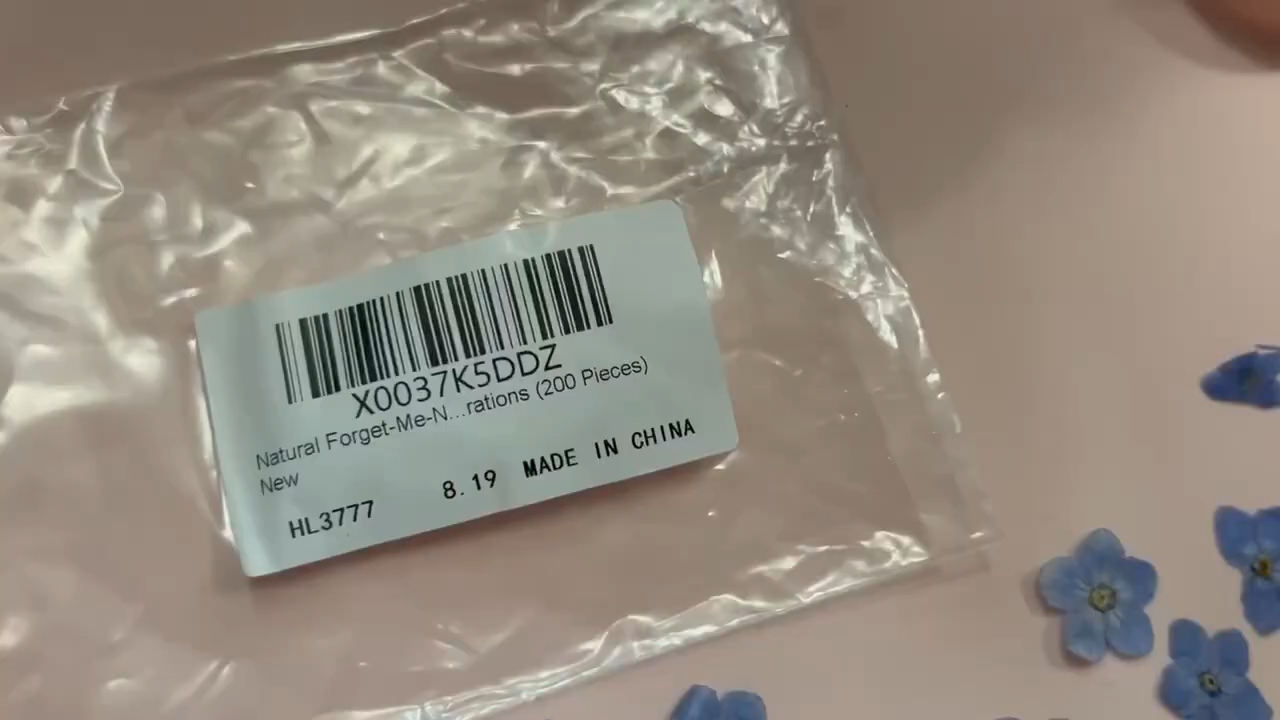 X0037K5DDZ
Natural Forget-Me-N...rations (200 Pieces)
New
HL3777 8.19 MADE IN CHINA